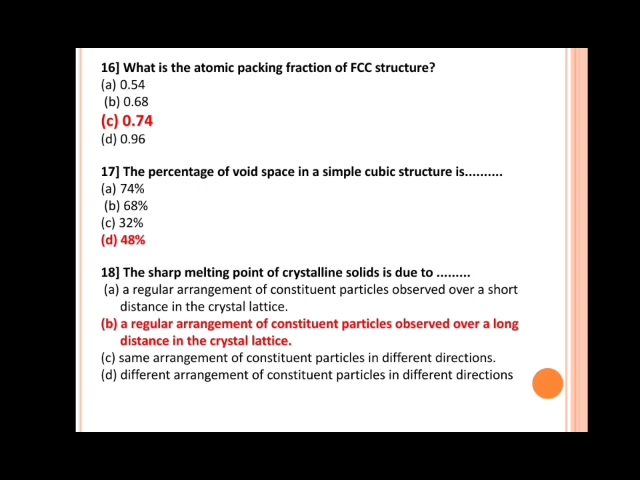 16] What is the atomic packing fraction of FCC structure?
(a) 0.54
(b) 0.68
(c) 0.74
(d) 0.96
17] The percentage of void space in a simple cubic structure is..........
(a) 74%
(b) 68%
(c) 32%
(d) 48%
18] The sharp melting point of crystalline solids is due to .........
(a) a regular arrangement of constituent particles observed over a short
distance in the crystal lattice.
(b) a regular arrangement of constituent particles observed over a long
distance in the crystal lattice.
(c) same arrangement of constituent particles in different directions.
(d) different arrangement of constituent particles in different directions